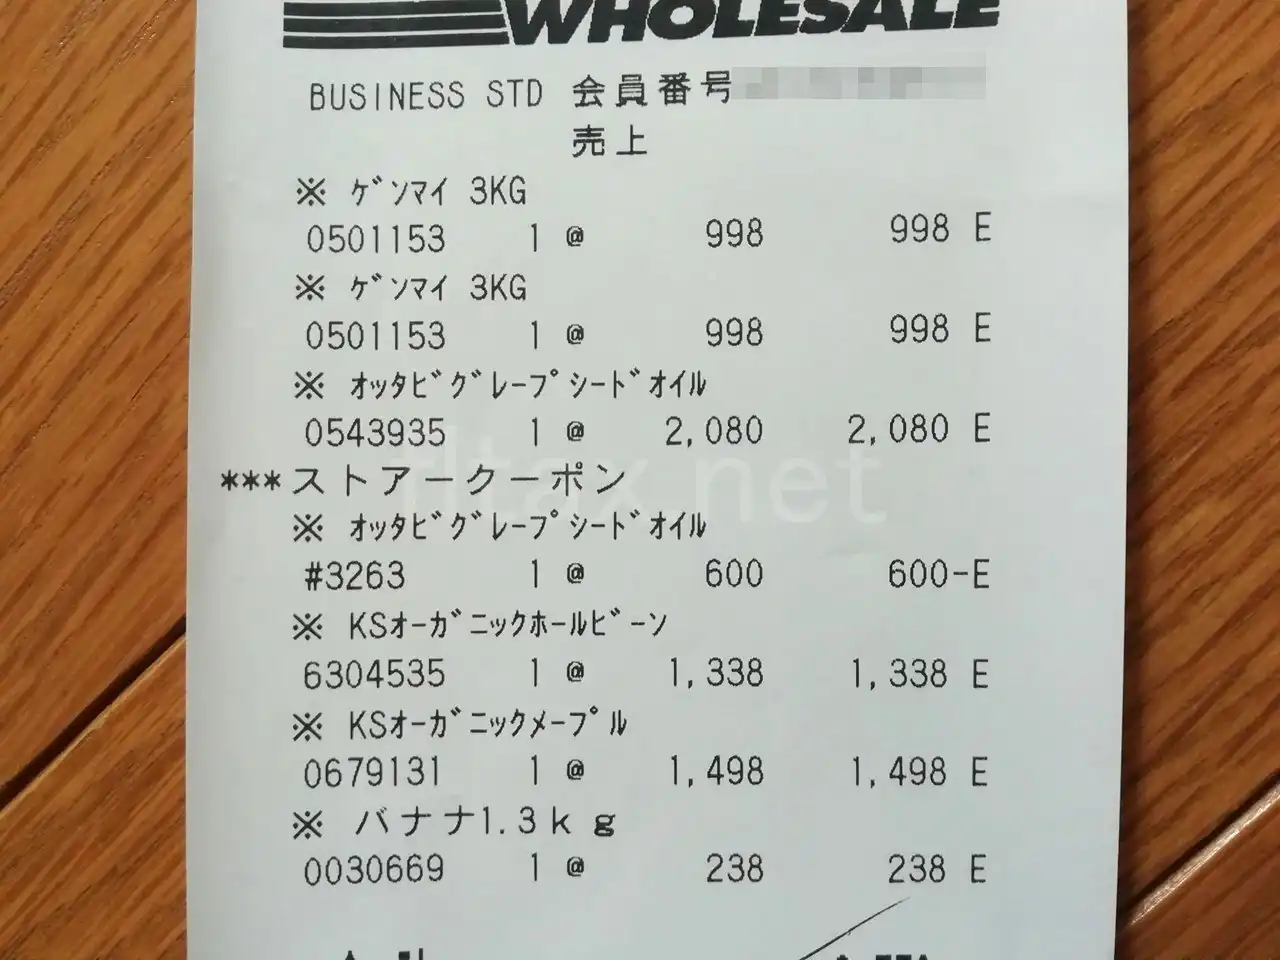 WHOLESALE
BUSINESS STD 会員番号
売上
※ ｹﾞﾝﾏｲ 3KG
0501153 1 @ 998 998 E
※ ｹﾞﾝﾏｲ 3KG
0501153 1 @ 998 998 E
※ ｵｯﾀﾋﾞｸﾞﾚｰﾌﾟｼｰﾄﾞｵｲﾙ
0543935 1 @ 2,080 2,080 E
***ストアークーポン
※ ｵｯﾀﾋﾞｸﾞﾚｰﾌﾟｼｰﾄﾞｵｲﾙ
#3263 1 @ 600 600-E
※ KSｵｰｶﾞﾆｯｸﾎｰﾙﾋﾞｰﾝ
6304535 1 @ 1,338 1,338 E
※ KSｵｰｶﾞﾆｯｸﾒｰﾌﾟﾙ
0679131 1 @ 1,498 1,498 E
※ バナナ1.3ｋｇ
0030669 1 @ 238 238 E
fltax.net